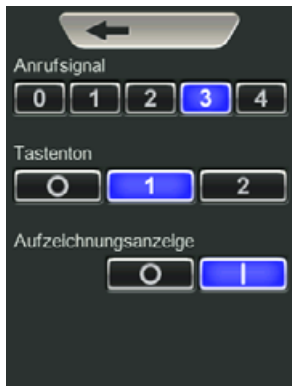 Anrufsignal
0 1 2 3 4
Tastenton
O 1 2
Aufzeichnungsanzeige
O I